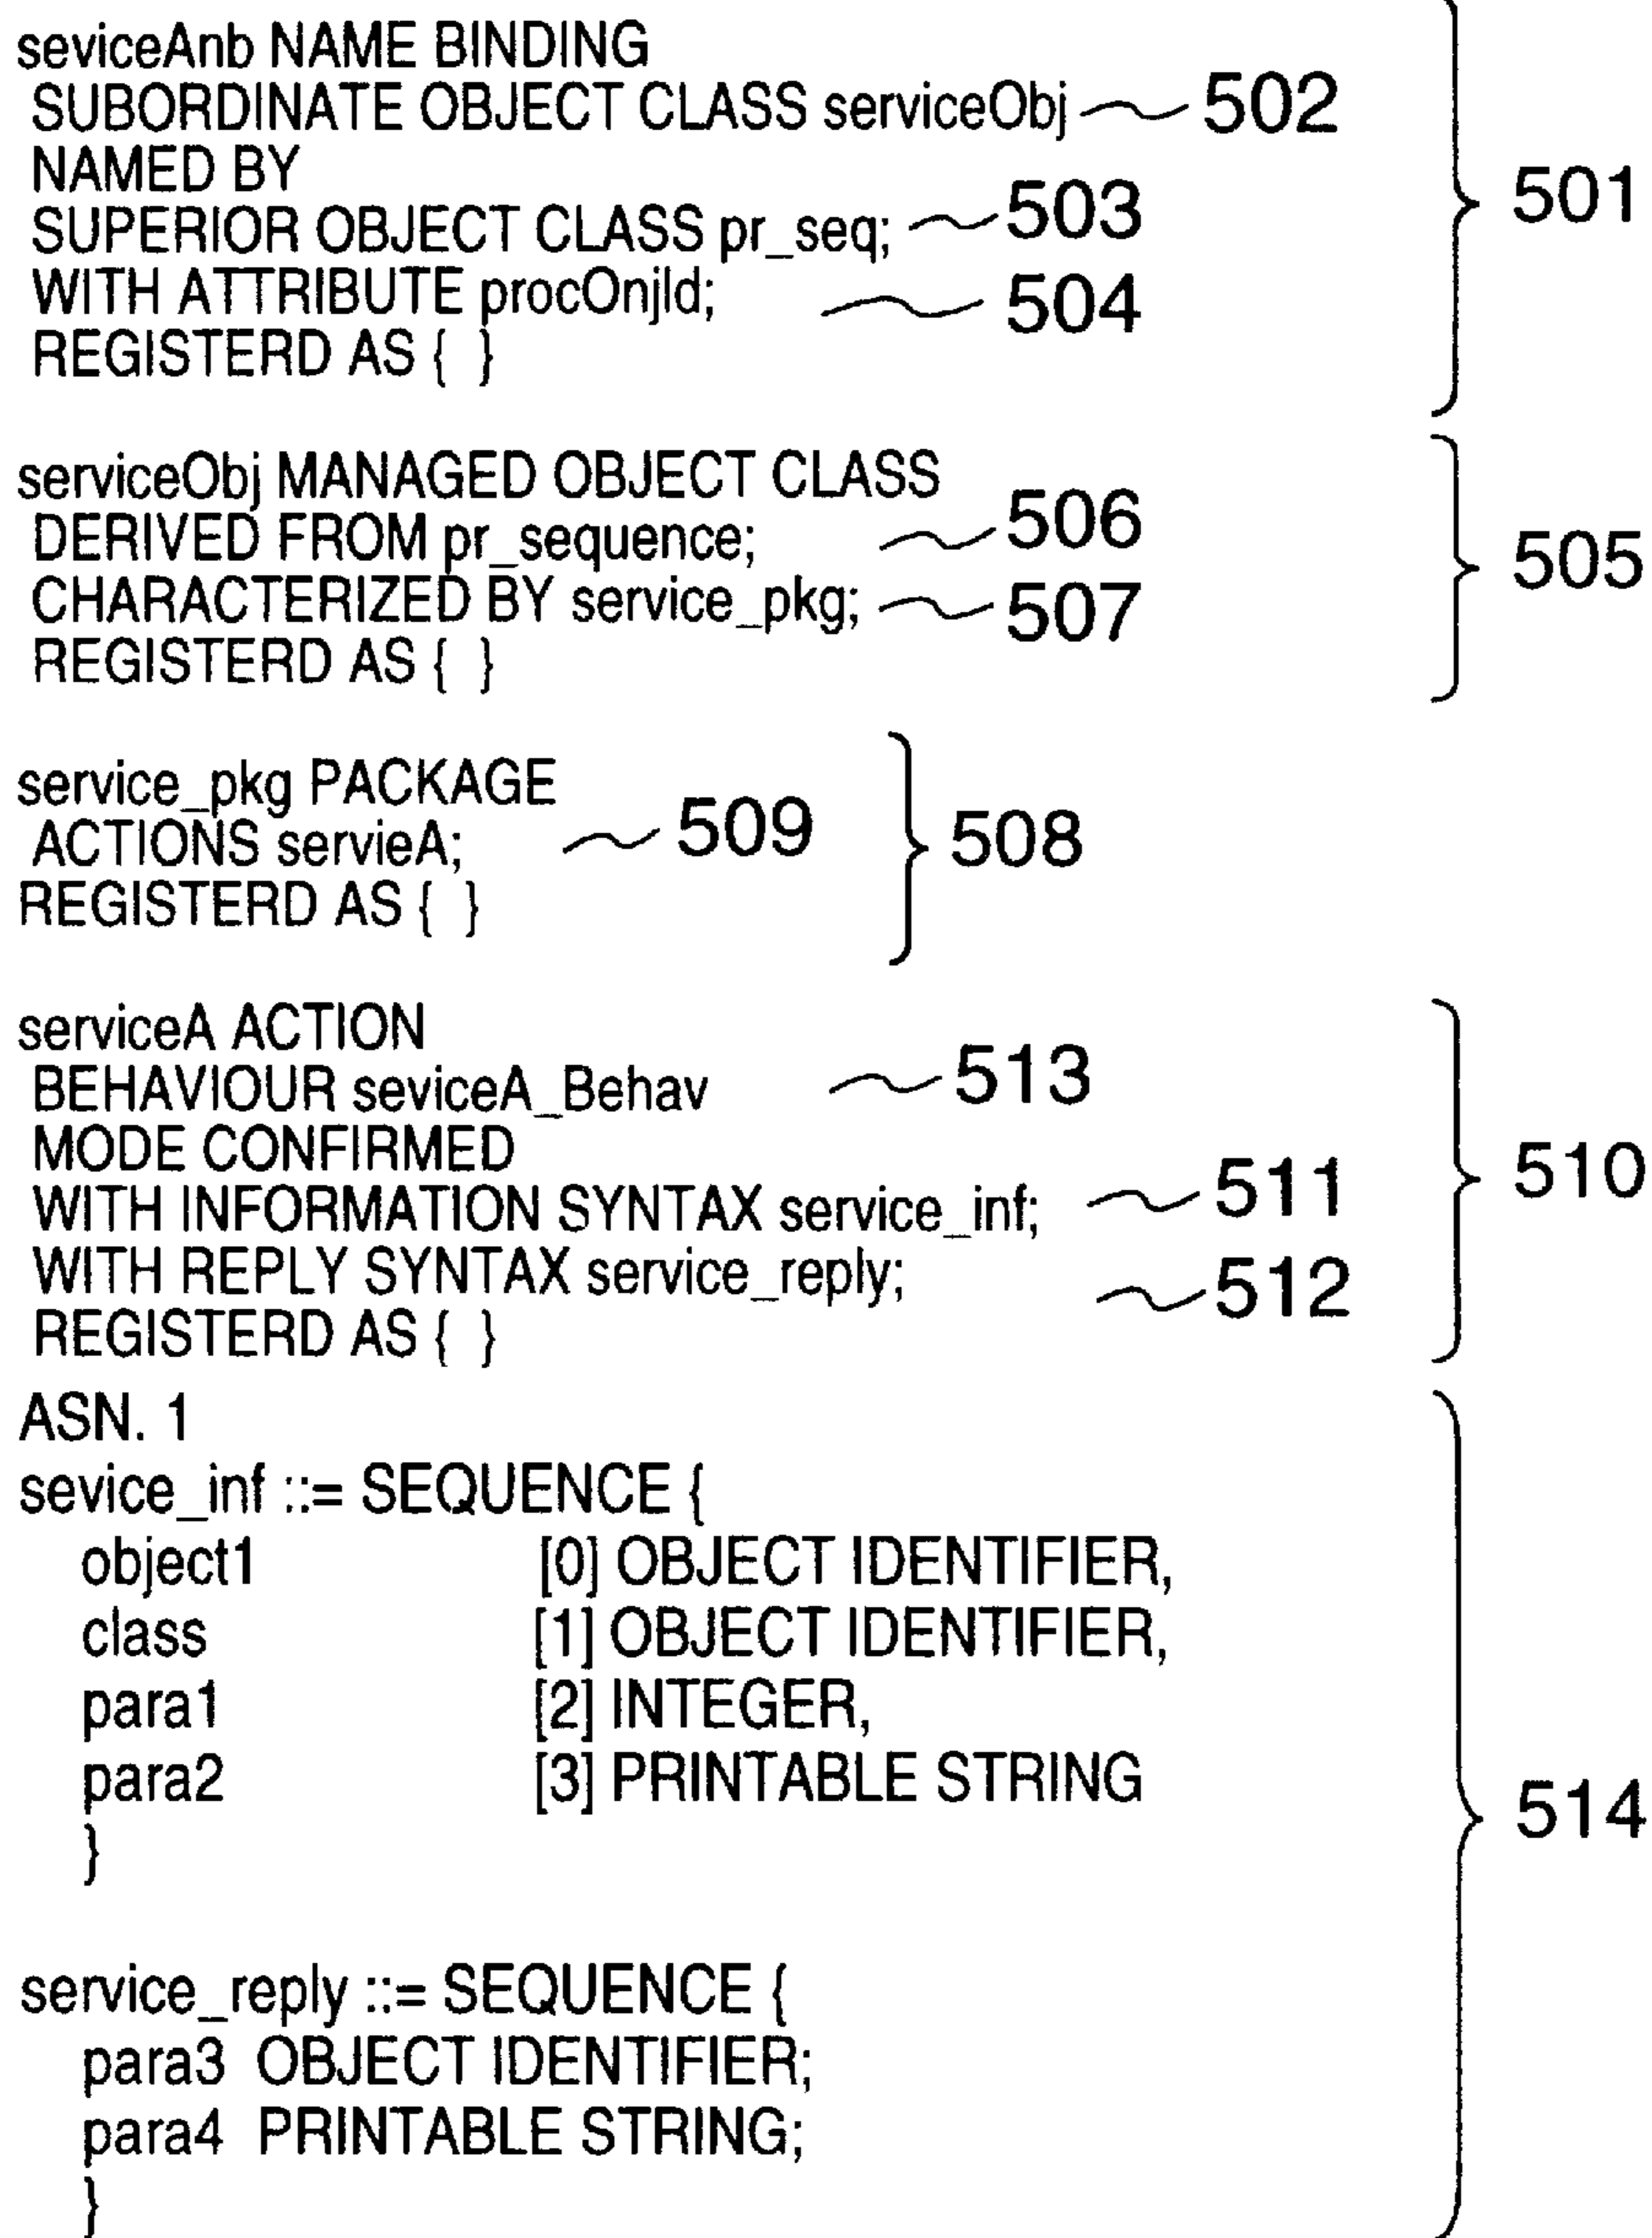 seviceAnb NAME BINDING
SUBORDINATE OBJECT CLASS serviceObj 502
NAMED BY
SUPERIOR OBJECT CLASS pr_seq; 503
WITH ATTRIBUTE procOnjId; 504
REGISTERD AS { }
501
serviceObj MANAGED OBJECT CLASS
DERIVED FROM pr_sequence; 506
CHARACTERIZED BY service_pkg; 507
REGISTERD AS { }
505
service_pkg PACKAGE
ACTIONS servieA; 509
REGISTERD AS { }
508
serviceA ACTION
BEHAVIOUR seviceA_Behav 513
MODE CONFIRMED
WITH INFORMATION SYNTAX service_inf; 511
WITH REPLY SYNTAX service_reply; 512
REGISTERD AS { }
510
ASN. 1
sevice_inf ::= SEQUENCE {
object1 [0] OBJECT IDENTIFIER,
class [1] OBJECT IDENTIFIER,
para1 [2] INTEGER,
para2 [3] PRINTABLE STRING
}
514
service_reply ::= SEQUENCE {
para3 OBJECT IDENTIFIER;
para4 PRINTABLE STRING;
}